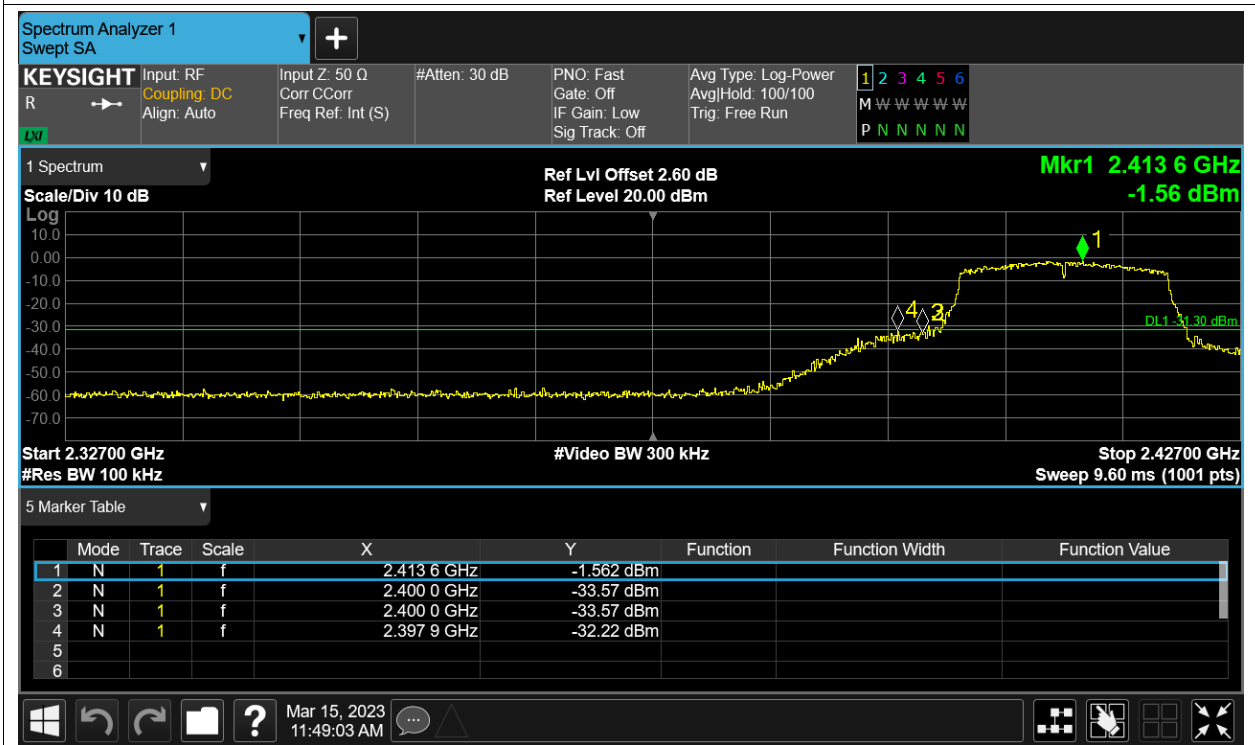 Spectrum Analyzer 1
Swept SA
KEYSIGHT
R
LXI
Input: RF
Coupling: DC
Align: Auto
Input Z: 50 Ω
Corr CCorr
Freq Ref: Int (S)
#Atten: 30 dB
PNO: Fast
Gate: Off
IF Gain: Low
Sig Track: Off
Avg Type: Log-Power
Avg|Hold: 100/100
Trig: Free Run
1 2 3 4 5 6
M W W W W W
P N N N N N
1 Spectrum
Scale/Div 10 dB
Ref Lvl Offset 2.60 dB
Ref Level 20.00 dBm
Mkr1 2.413 6 GHz
-1.56 dBm
Log
10.0
0.00
-10.0
-20.0
-30.0
-40.0
-50.0
-60.0
-70.0
1
4
DL1 -31.30 dBm
Start 2.32700 GHz
#Video BW 300 kHz
Stop 2.42700 GHz
#Res BW 100 kHz
Sweep 9.60 ms (1001 pts)
5 Marker Table
Mode Trace Scale X Y Function Function Width Function Value
1 N 1 f 2.413 6 GHz -1.562 dBm
2 N 1 f 2.400 0 GHz -33.57 dBm
3 N 1 f 2.400 0 GHz -33.57 dBm
4 N 1 f 2.397 9 GHz -32.22 dBm
5
6
?
Mar 15, 2023
11:49:03 AM